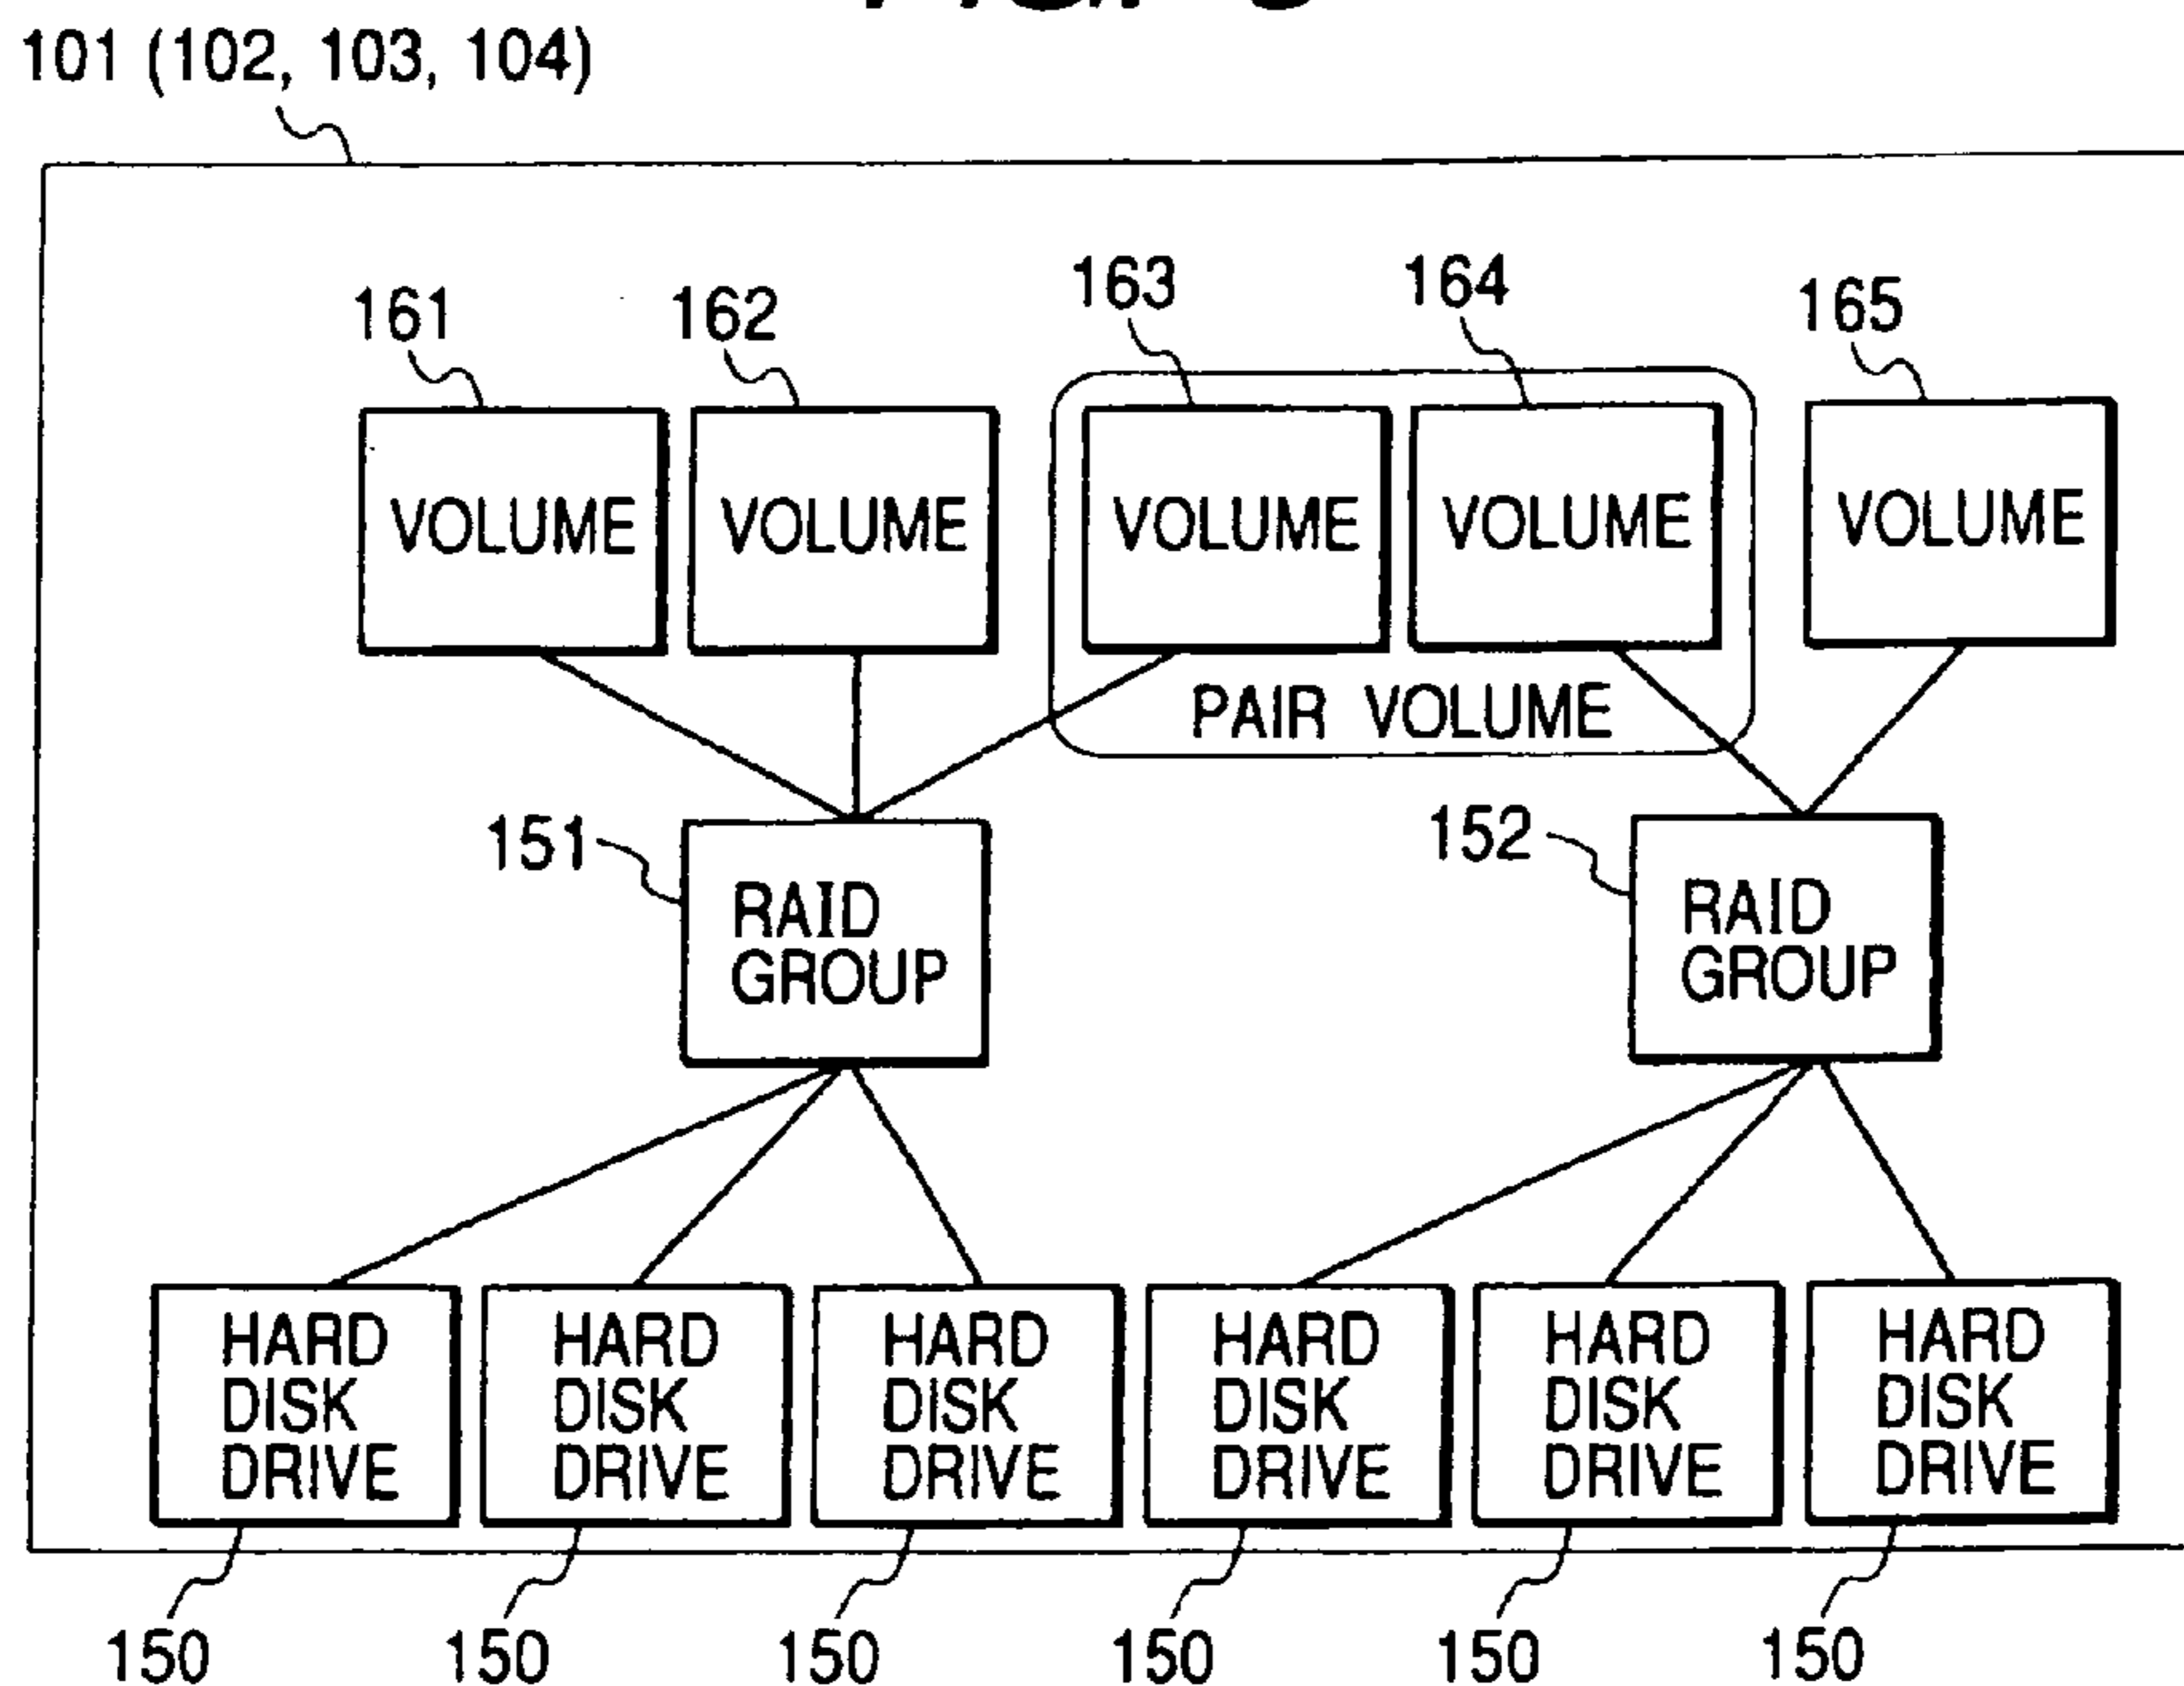 101 (102, 103, 104)
161
162
163
164
165
VOLUME
VOLUME
VOLUME
VOLUME
VOLUME
PAIR VOLUME
151
152
RAID
GROUP
RAID
GROUP
HARD
DISK
DRIVE
HARD
DISK
DRIVE
HARD
DISK
DRIVE
HARD
DISK
DRIVE
HARD
DISK
DRIVE
HARD
DISK
DRIVE
150
150
150
150
150
150